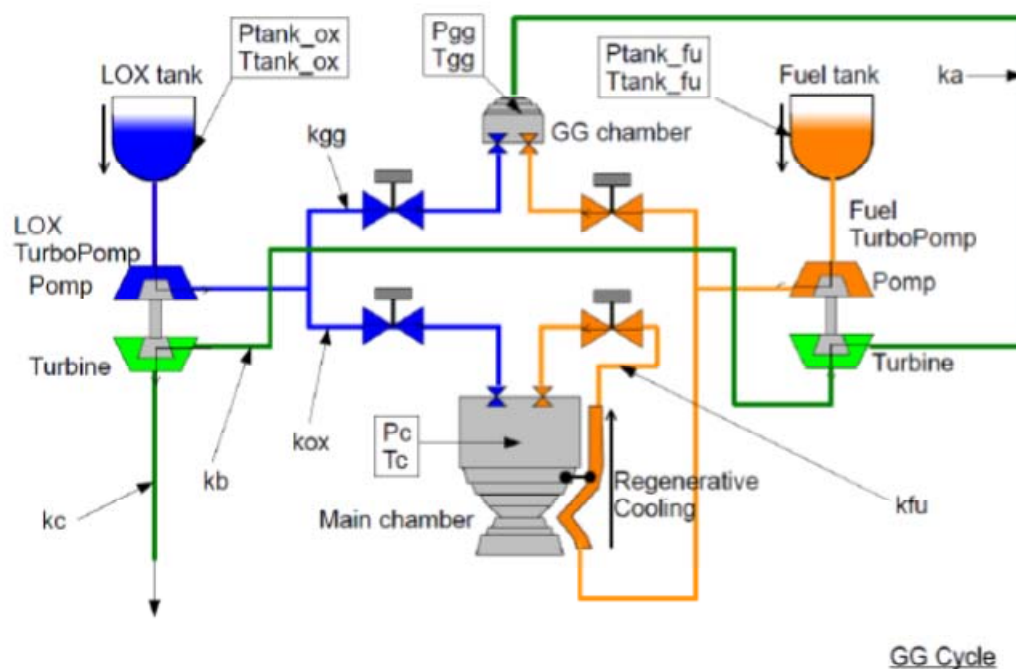 Ptank_ox
Ttank_ox
LOX tank
Pgg
Tgg
Ptank_fu
Ttank_fu
Fuel tank
ka
GG chamber
kgg
LOX
TurboPomp
Pomp
Fuel
TurboPomp
Pomp
Turbine
Turbine
Pc
Tc
kox
kb
kc
Main chamber
Regenerative
Cooling
kfu
GG Cycle